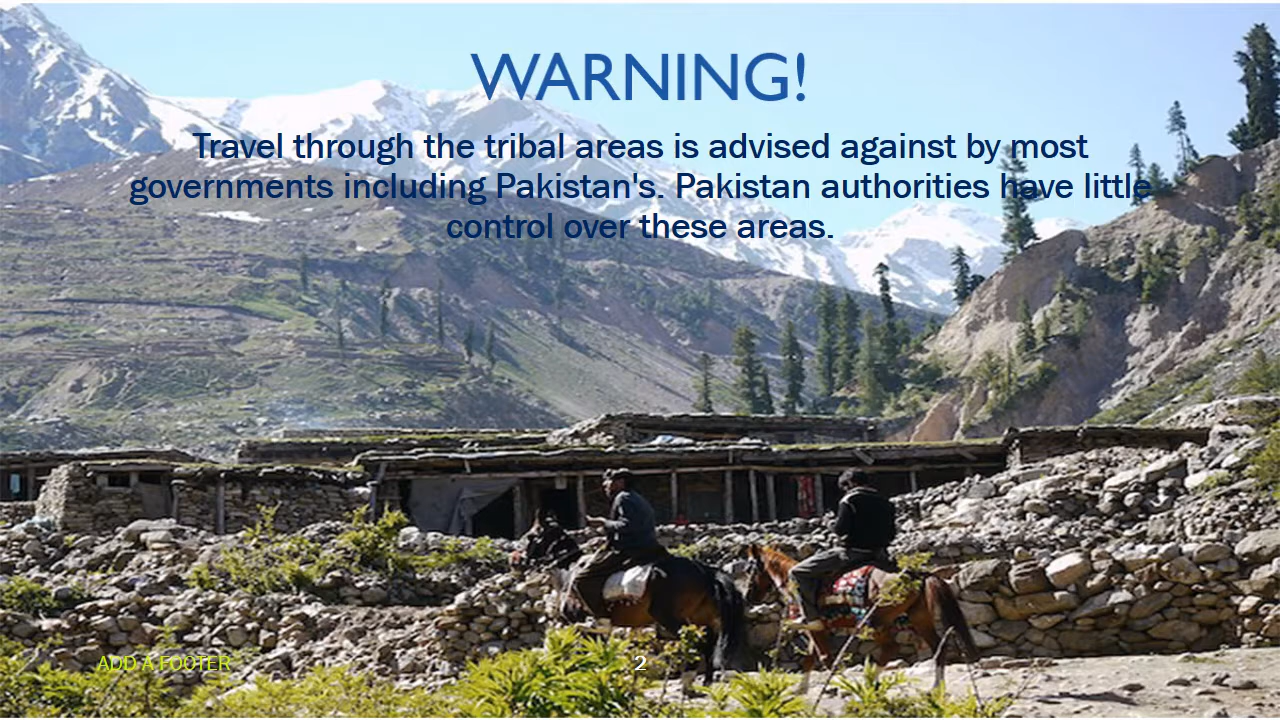 WARNING!
Travel through the tribal areas is advised against by most
governments including Pakistan's. Pakistan authorities have little
control over these areas.
ADD A FOOTER
2